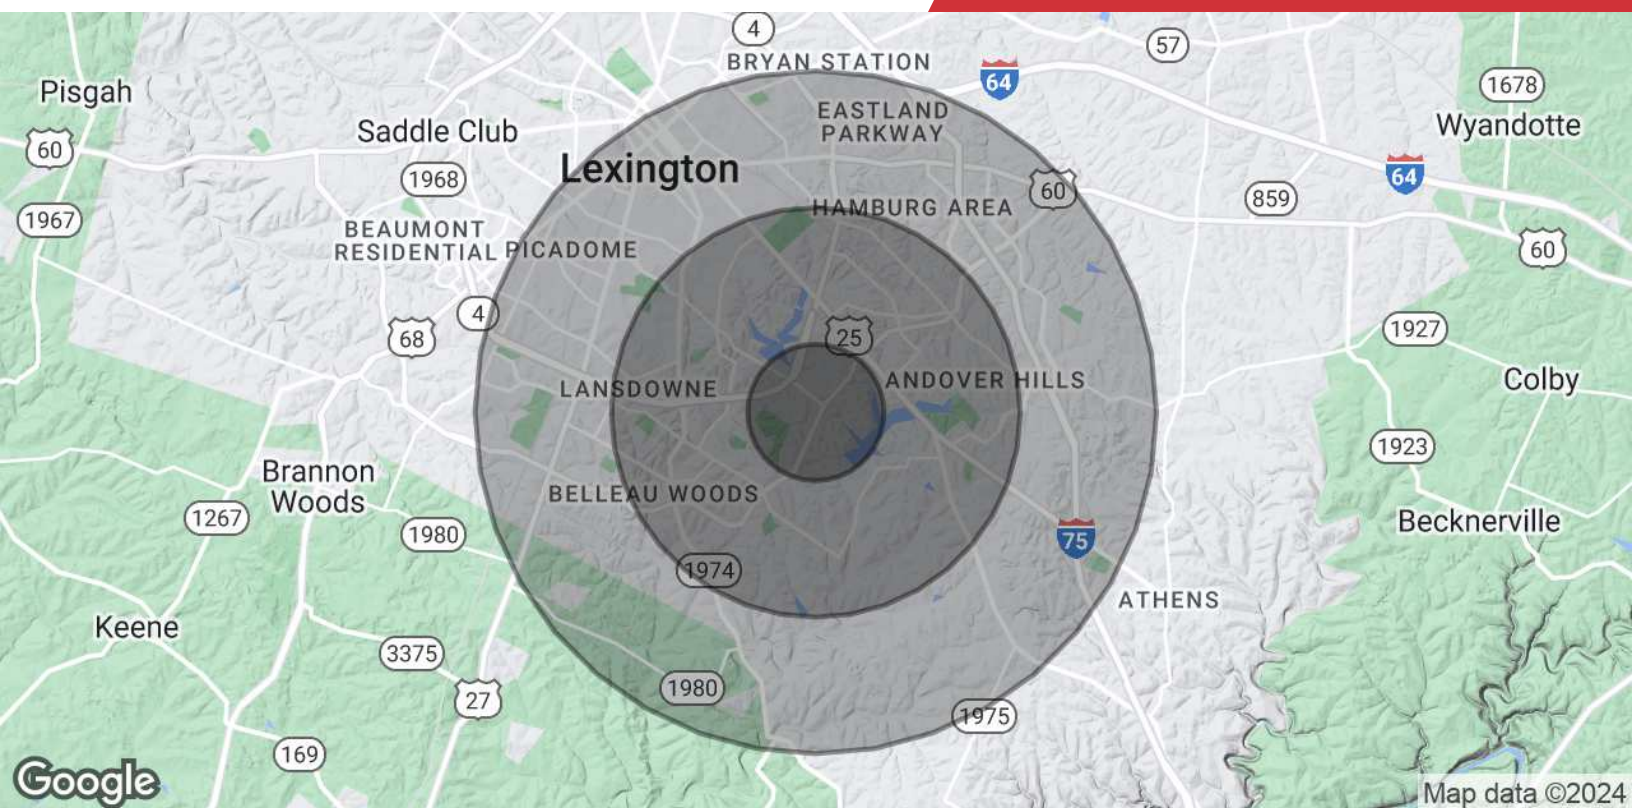 4
57
BRYAN STATION
64
1678
Pisgah
EASTLAND
PARKWAY
Wyandotte
Saddle Club
60
Lexington
64
1968
60
859
1967
HAMBURG AREA
BEAUMONT
RESIDENTIAL
PICADOME
60
4
68
25
1927
LANSDOWNE
ANDOVER HILLS
Colby
1923
Brannon
Woods
BELLEAU WOODS
1267
1980
75
Becknerville
1974
ATHENS
Keene
3375
1980
27
1975
169
Google
Map data ©2024